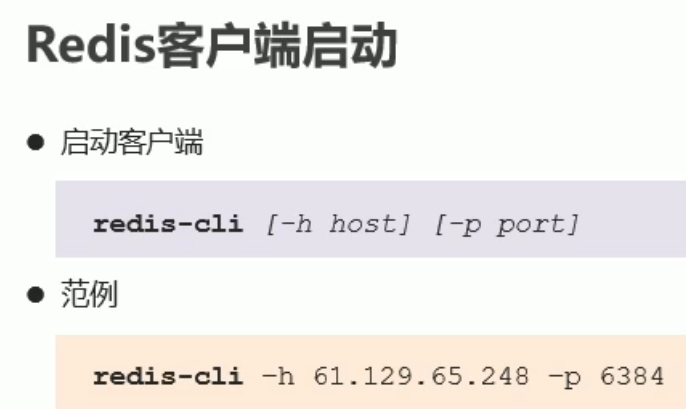 Redis客户端启动
● 启动客户端
redis-cli [-h host] [-p port]
● 范例
redis-cli –h 61.129.65.248 –p 6384